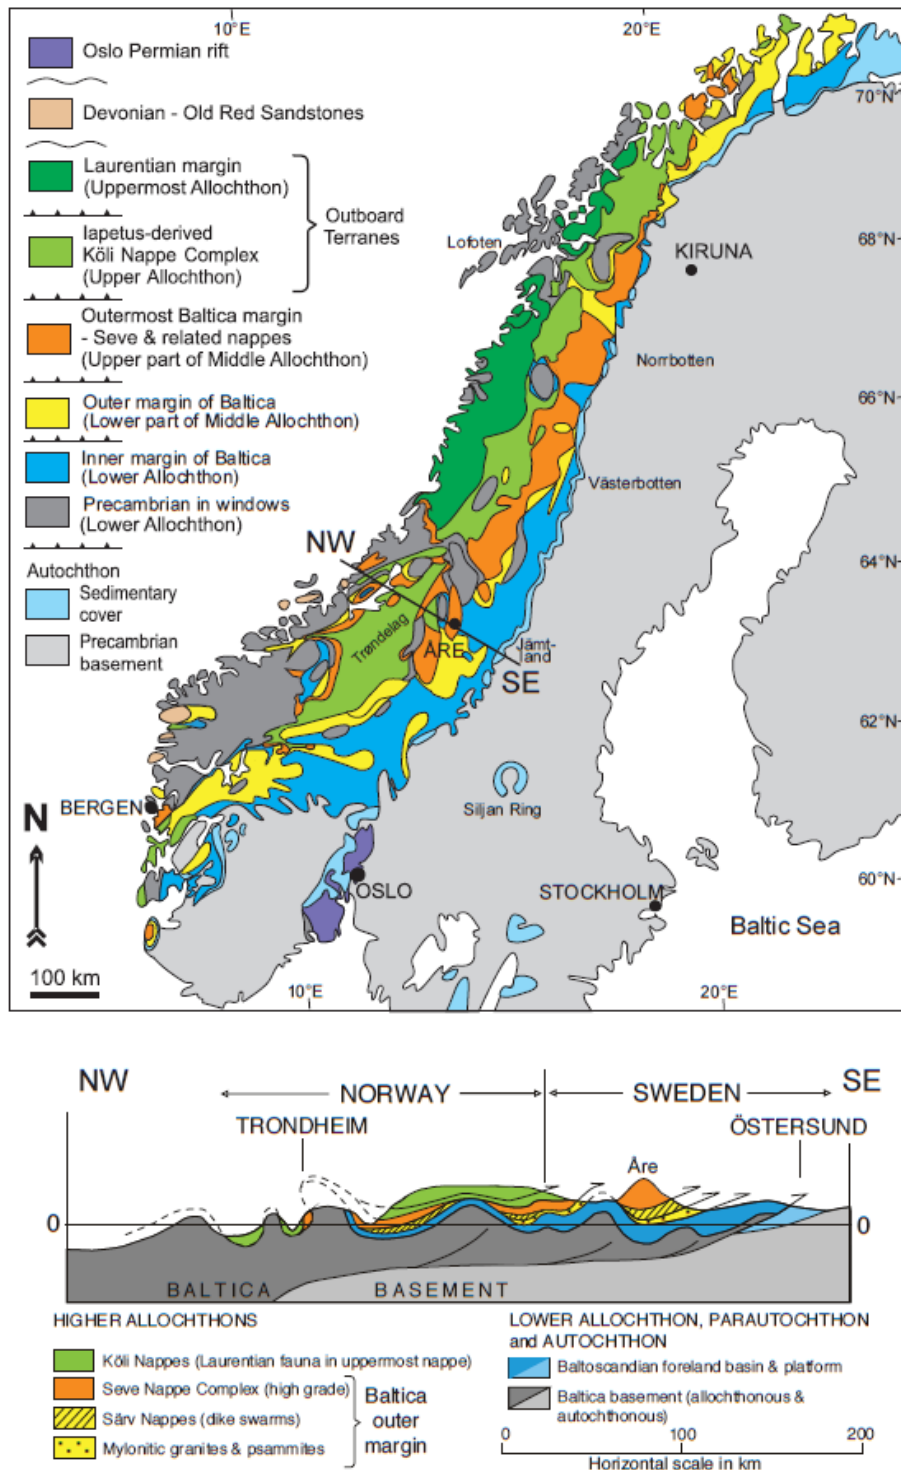 10°E
20°E
Oslo Permian rift
Devonian - Old Red Sandstones
Laurentian margin
(Uppermost Allochthon)
Iapetus-derived
Köli Nappe Complex
(Upper Allochthon)
Outboard
Terranes
Outermost Baltica margin
- Seve & related nappes
(Upper part of Middle Allochthon)
Outer margin of Baltica
(Lower part of Middle Allochthon)
Inner margin of Baltica
(Lower Allochthon)
Precambrian in windows
(Lower Allochthon)
Autochthon
Sedimentary
cover
Precambrian
basement
70°N
Lofoten
68°N
KIRUNA
Norrbotten
66°N
Västerbotten
NW
64°N
Trøndelag
ÅRE
Jämt-
land
SE
62°N
BERGEN
N
Siljan Ring
60°N
OSLO
STOCKHOLM
Baltic Sea
100 km
10°E
20°E
NW
SE
NORWAY
SWEDEN
TRONDHEIM
ÖSTERSUND
Åre
0
0
BALTICA BASEMENT
HIGHER ALLOCHTHONS
Köli Nappes (Laurentian fauna in uppermost nappe)
Seve Nappe Complex (high grade)
Särv Nappes (dike swarms)
Mylonitic granites & psammites
Baltica
outer
margin
LOWER ALLOCHTHON, PARAUTOCHTHON
and AUTOCHTHON
Baltoscandian foreland basin & platform
Baltica basement (allochthonous &
autochthonous)
0 100 200
Horizontal scale in km